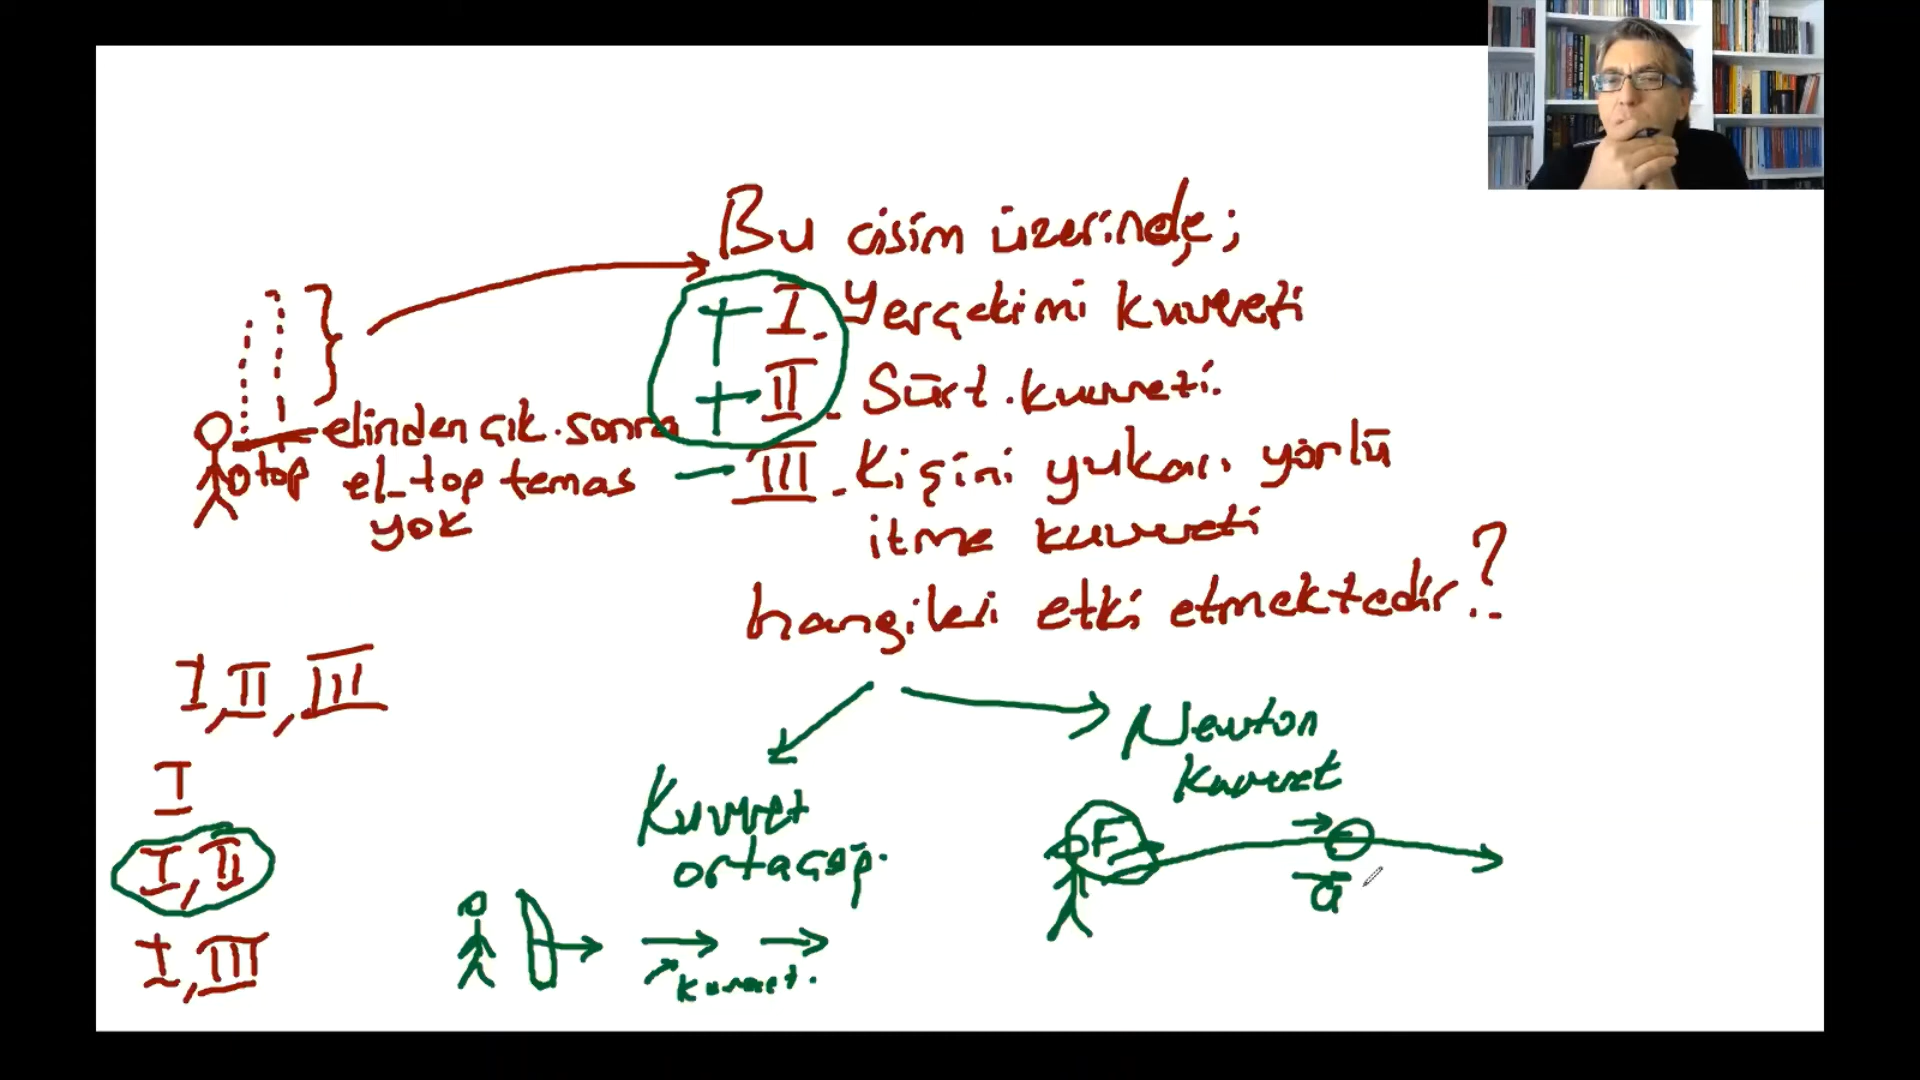 Bu cisim üzerinde;
I. Yerçekimi kuvveti
II. Sürt. kuvveti.
III. Kişini yukarı yönlü
itme kuvveti
hangileri etki etmektedir?
elinden çık. sonra
el-top temas
yok
top
I, II, III
I
I, II
I, III
Kuvvet
ortaçağ.
kuvvet.
Newton
kuvvet
F
a